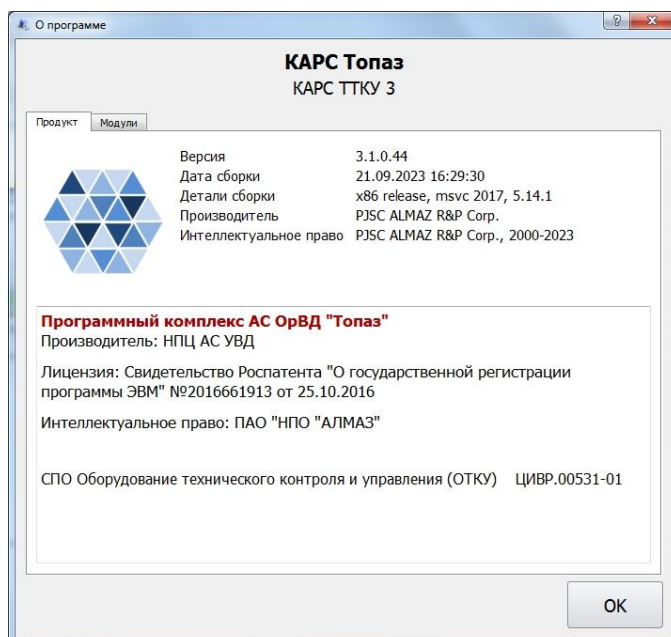 О программе
КАРС Топаз
КАРС ТТКУ 3
Продукт Модули
Версия 3.1.0.44
Дата сборки 21.09.2023 16:29:30
Детали сборки x86 release, msvc 2017, 5.14.1
Производитель PJSC ALMAZ R&P Corp.
Интеллектуальное право PJSC ALMAZ R&P Corp., 2000-2023
Программный комплекс АС ОрВД "Топаз"
Производитель: НПЦ АС УВД
Лицензия: Свидетельство Роспатента "О государственной регистрации
программы ЭВМ" №2016661913 от 25.10.2016
Интеллектуальное право: ПАО "НПО "АЛМАЗ"
СПО Оборудование технического контроля и управления (ОТКУ) ЦИВР.00531-01
OK